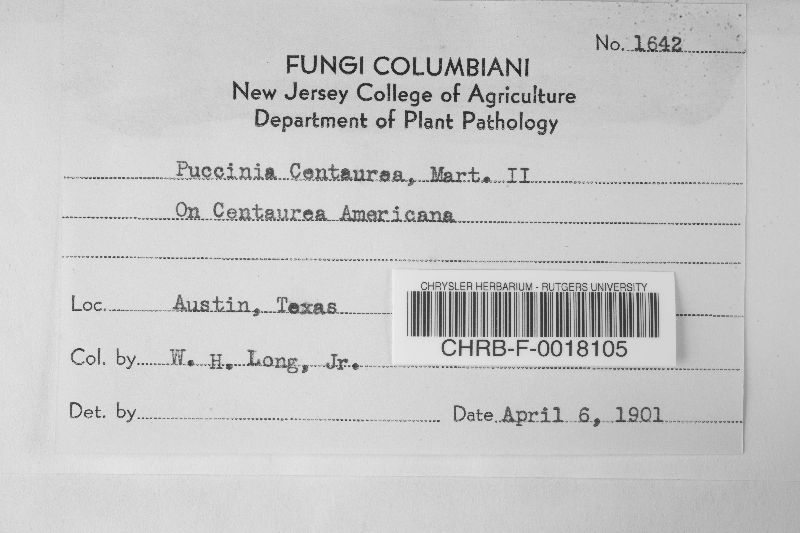 No. 1642
FUNGI COLUMBIANI
New Jersey College of Agriculture
Department of Plant Pathology
Puccinia Centaurea, Mart. II
On Centaurea Americana
Loc. Austin, Texas
CHRYSLER HERBARIUM - RUTGERS UNIVERSITY
CHRB-F-0018105
Col. by W. H. Long, Jr.
Det. by
Date April 6, 1901